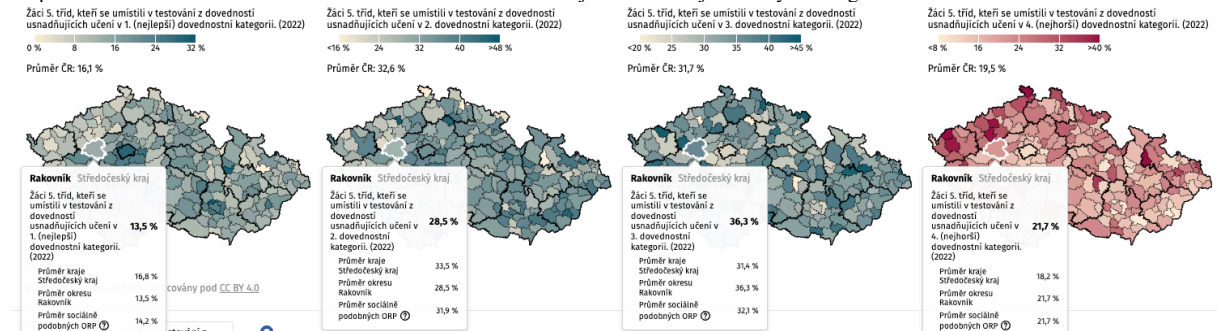 Žáci 5. tříd, kteří se umístili v testování z dovedností
usnadňujících učení v 1. (nejlepší) dovednostní kategorii. (2022)
0 % 8 16 24 32 %
Průměr ČR: 16,1 %
Rakovník Středočeský kraj
Žáci 5. tříd, kteří se
umístili v testování z
dovedností
usnadňujících učení v 13,5 %
1. (nejlepší)
dovednostní kategorii.
(2022)
Průměr kraje
Středočeský kraj 16,8 %
Průměr okresu
Rakovník 13,5 %
Průměr sociálně
podobných ORP ? 14,2 %
covány pod CC BY 4.0
Žáci 5. tříd, kteří se umístili v testování z dovedností
usnadňujících učení v 2. dovednostní kategorii. (2022)
<16 % 24 32 40 >48 %
Průměr ČR: 32,6 %
Rakovník Středočeský kraj
Žáci 5. tříd, kteří se
umístili v testování z
dovedností
usnadňujících učení v 28,5 %
2. dovednostní
kategorii. (2022)
Průměr kraje
Středočeský kraj 33,5 %
Průměr okresu
Rakovník 28,5 %
Průměr sociálně
podobných ORP ? 31,9 %
Žáci 5. tříd, kteří se umístili v testování z dovedností
usnadňujících učení v 3. dovednostní kategorii. (2022)
<20 % 25 30 35 40 >45 %
Průměr ČR: 31,7 %
Rakovník Středočeský kraj
Žáci 5. tříd, kteří se
umístili v testování z
dovedností
usnadňujících učení v 36,3 %
3. dovednostní
kategorii. (2022)
Průměr kraje
Středočeský kraj 31,4 %
Průměr okresu
Rakovník 36,3 %
Průměr sociálně
podobných ORP ? 32,1 %
Žáci 5. tříd, kteří se umístili v testování z dovedností
usnadňujících učení v 4. (nejhorší) dovednostní kategorii. (2022)
<8 % 16 24 32 >40 %
Průměr ČR: 19,5 %
Rakovník Středočeský kraj
Žáci 5. tříd, kteří se
umístili v testování z
dovedností
usnadňujících učení v 21,7 %
4. (nejhorší)
dovednostní kategorii.
(2022)
Průměr kraje
Středočeský kraj 18,2 %
Průměr okresu
Rakovník 21,7 %
Průměr sociálně
podobných ORP ? 21,7 %